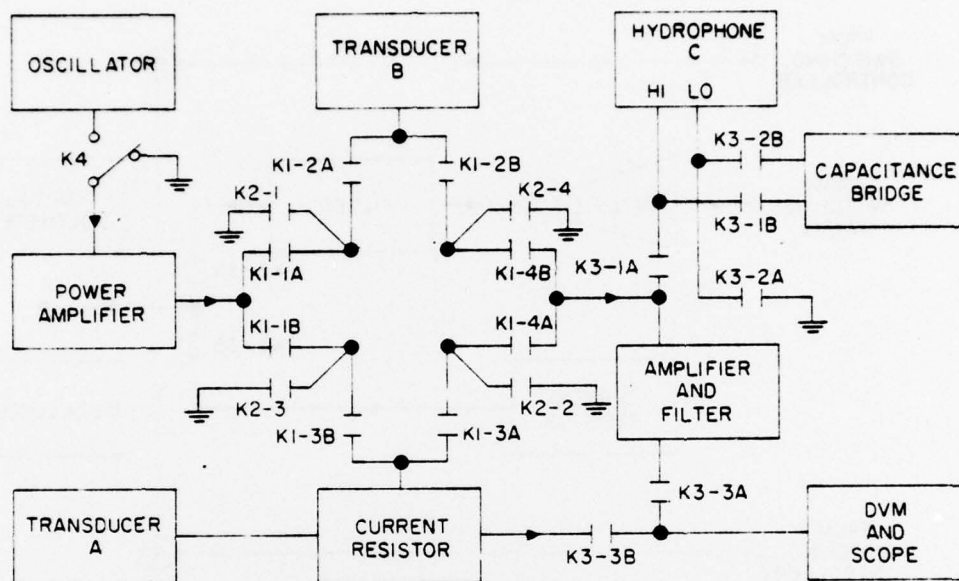 OSCILLATOR
TRANSDUCER
B
HYDROPHONE
C
HI LO
K4
K1-2A
K1-2B
K3-2B
CAPACITANCE
BRIDGE
K2-1
K2-4
K3-1B
K1-1A
K1-4B
K3-1A
K3-2A
POWER
AMPLIFIER
K1-1B
K1-4A
AMPLIFIER
AND
FILTER
K2-3
K2-2
K1-3B
K1-3A
K3-3A
TRANSDUCER
A
CURRENT
RESISTOR
K3-3B
DVM
AND
SCOPE